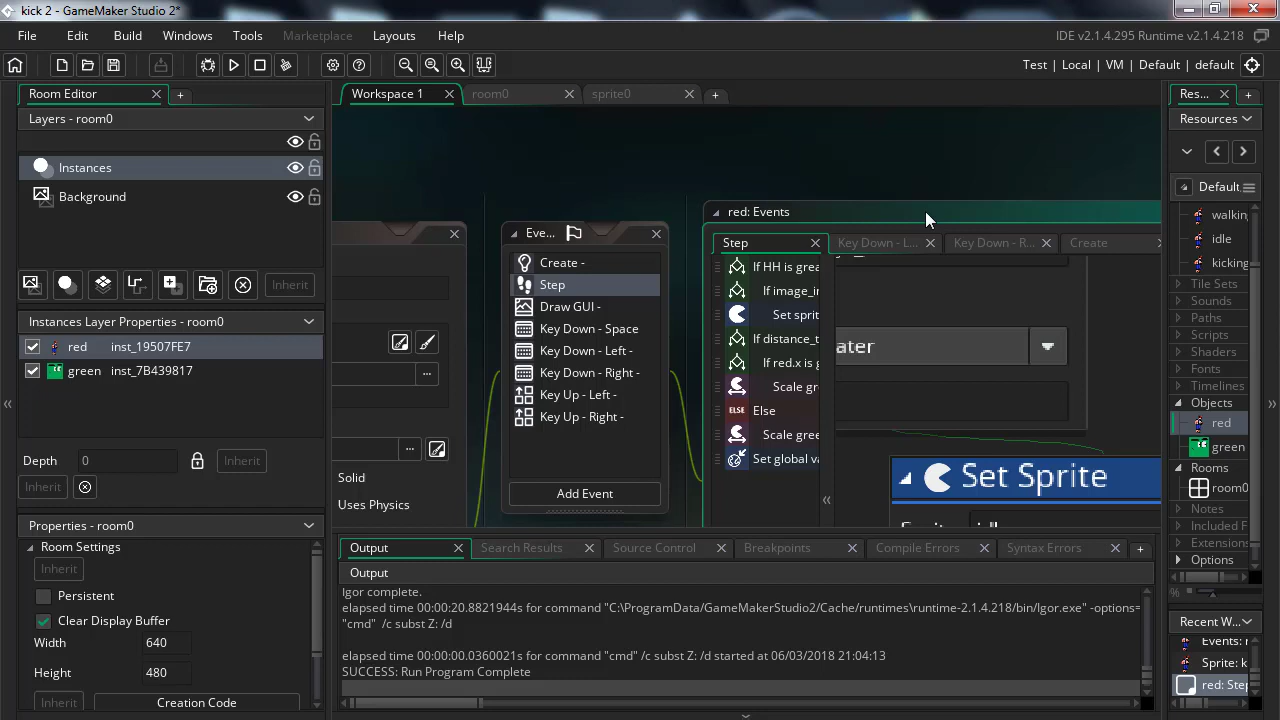 kick 2 - GameMaker Studio 2*
File Edit Build Windows Tools Marketplace Layouts Help
IDE v2.1.4.295 Runtime v2.1.4.218
Test | Local | VM | Default | default
Room Editor
Workspace 1
room0
sprite0
Res...
Layers - room0
Resources
Instances
Background
Default
walkin
idle
kicking
Tile Sets
Sounds
Paths
Scripts
Shaders
Fonts
Timelines
Objects
red
green
Rooms
room0
Notes
Included F
Extensions
Options
Inherit
Instances Layer Properties - room0
red inst_19507FE7
green inst_7B439817
Depth 0 Inherit
Inherit
Properties - room0
Room Settings
Inherit
Persistent
Clear Display Buffer
Width 640
Height 480
Inherit Creation Code
Solid
Uses Physics
Eve...
Create -
Step
Draw GUI -
Key Down - Space
Key Down - Left -
Key Down - Right -
Key Up - Left -
Key Up - Right -
Add Event
red: Events
Step
Key Down - L...
Key Down - R...
Create
If HH is grea
If image_in
Set sprit
If distance_t
If red.x is g
Scale gr
ELSE Else
Scale gree
Set global va
ater
Set Sprite
idle
Output
Search Results
Source Control
Breakpoints
Compile Errors
Syntax Errors
Output
Igor complete.
elapsed time 00:00:20.8821944s for command "C:\ProgramData/GameMakerStudio2/Cache/runtimes\runtime-2.1.4.218/bin/Igor.exe" -options=
"cmd" /c subst Z: /d
elapsed time 00:00:00.0360021s for command "cmd" /c subst Z: /d started at 06/03/2018 21:04:13
SUCCESS: Run Program Complete
%
Recent W...
Events: r
Sprite: k
red: Ste